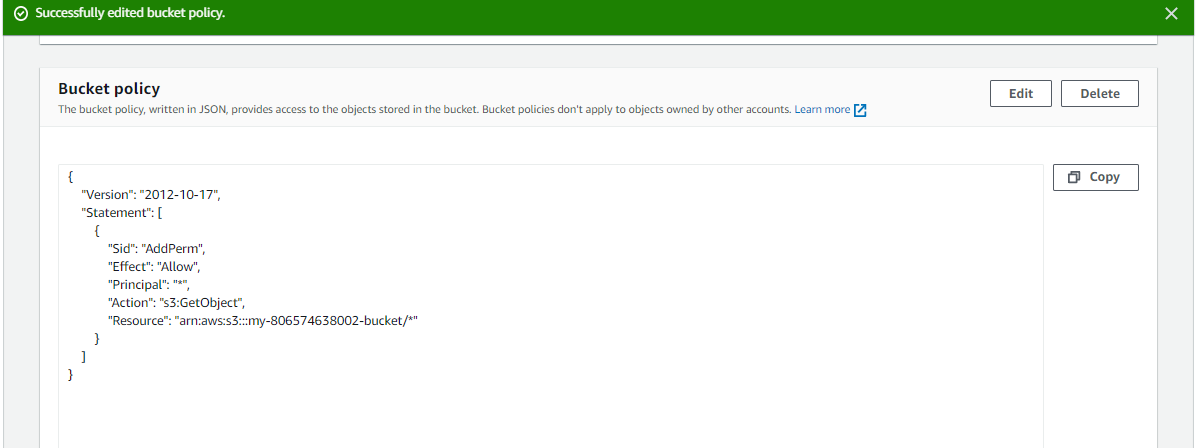 Successfully edited bucket policy.
Bucket policy
Edit
Delete
The bucket policy, written in JSON, provides access to the objects stored in the bucket. Bucket policies don't apply to objects owned by other accounts. Learn more
Copy
{
"Version": "2012-10-17",
"Statement": [
{
"Sid": "AddPerm",
"Effect": "Allow",
"Principal": "*",
"Action": "s3:GetObject",
"Resource": "arn:aws:s3:::my-806574638002-bucket/*"
}
]
}